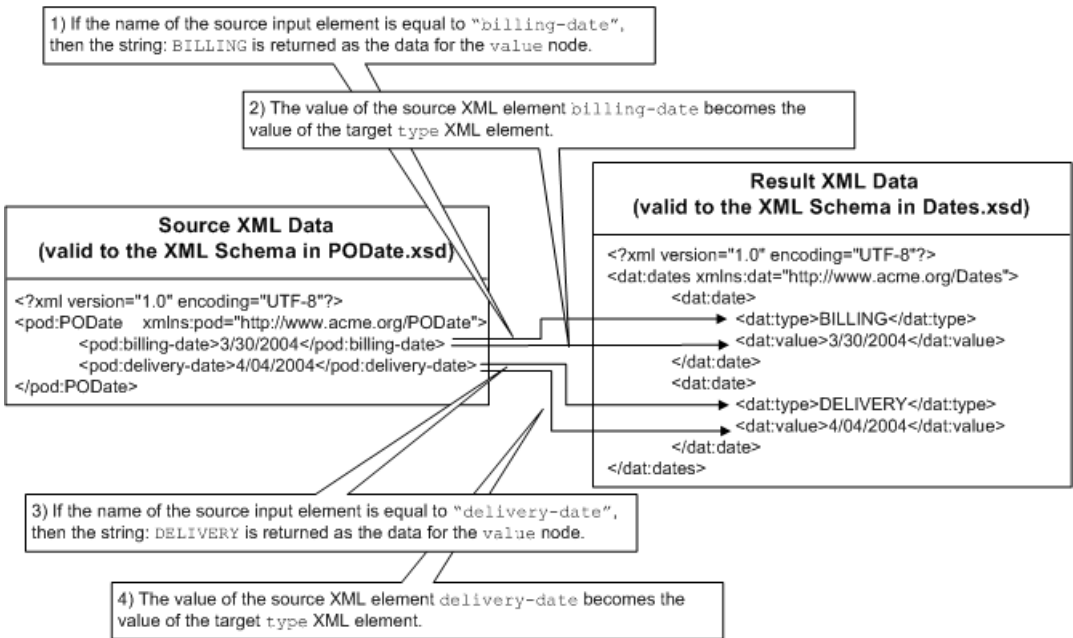 1) If the name of the source input element is equal to "billing-date",
then the string: BILLING is returned as the data for the value node.
2) The value of the source XML element billing-date becomes the
value of the target type XML element.
Source XML Data
(valid to the XML Schema in PODate.xsd)
<?xml version="1.0" encoding="UTF-8"?>
<pod:PODate xmlns:pod="http://www.acme.org/PODate">
<pod:billing-date>3/30/2004</pod:billing-date>
<pod:delivery-date>4/04/2004</pod:delivery-date>
</pod:PODate>
Result XML Data
(valid to the XML Schema in Dates.xsd)
<?xml version="1.0" encoding="UTF-8"?>
<dat:dates xmlns:dat="http://www.acme.org/Dates">
<dat:date>
<dat:type>BILLING</dat:type>
<dat:value>3/30/2004</dat:value>
</dat:date>
<dat:date>
<dat:type>DELIVERY</dat:type>
<dat:value>4/04/2004</dat:value>
</dat:date>
</dat:dates>
3) If the name of the source input element is equal to "delivery-date",
then the string: DELIVERY is returned as the data for the value node.
4) The value of the source XML element delivery-date becomes the
value of the target type XML element.